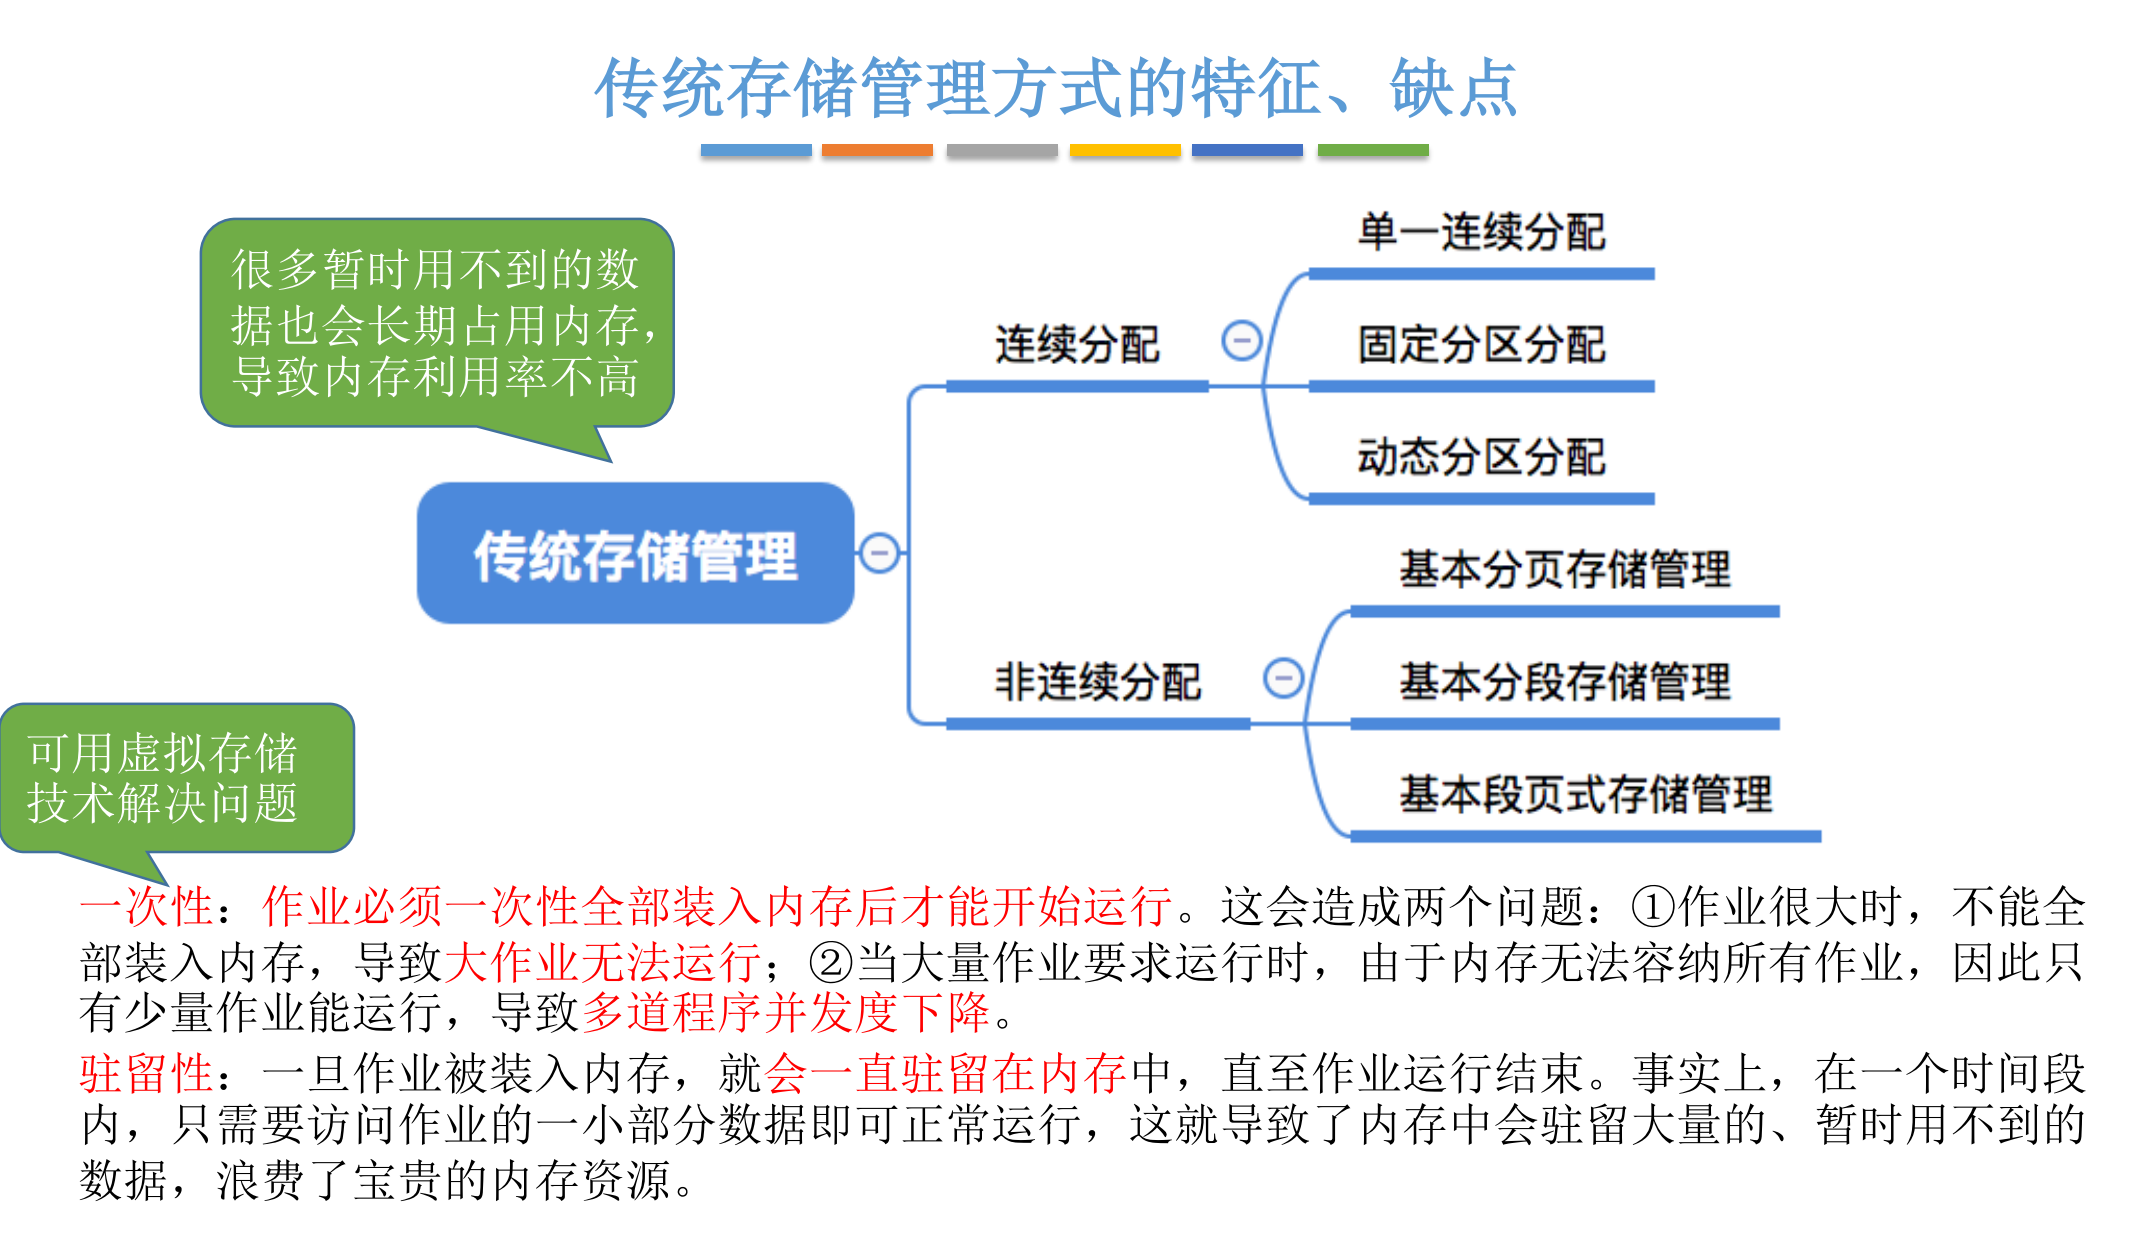 传统存储管理方式的特征、缺点
很多暂时用不到的数
据也会长期占用内存，
导致内存利用率不高
传统存储管理
连续分配
单一连续分配
固定分区分配
动态分区分配
非连续分配
基本分页存储管理
基本分段存储管理
基本段页式存储管理
可用虚拟存储
技术解决问题
一次性：作业必须一次性全部装入内存后才能开始运行。这会造成两个问题：①作业很大时，不能全
部装入内存，导致大作业无法运行；②当大量作业要求运行时，由于内存无法容纳所有作业，因此只
有少量作业能运行，导致多道程序并发度下降。
驻留性：一旦作业被装入内存，就会一直驻留在内存中，直至作业运行结束。事实上，在一个时间段
内，只需要访问作业的一小部分数据即可正常运行，这就导致了内存中会驻留大量的、暂时用不到的
数据，浪费了宝贵的内存资源。